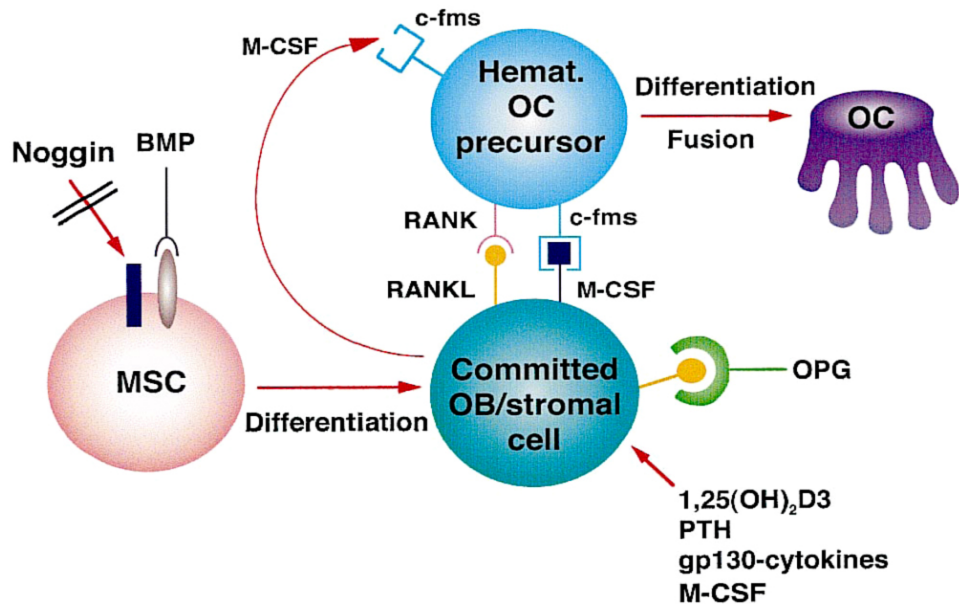 c-fms
M-CSF
Hemat.
OC
precursor
Differentiation
Fusion
OC
Noggin
BMP
RANK
c-fms
RANKL
M-CSF
MSC
Differentiation
Committed
OB/stromal
cell
OPG
1,25(OH)₂D3
PTH
gp130-cytokines
M-CSF